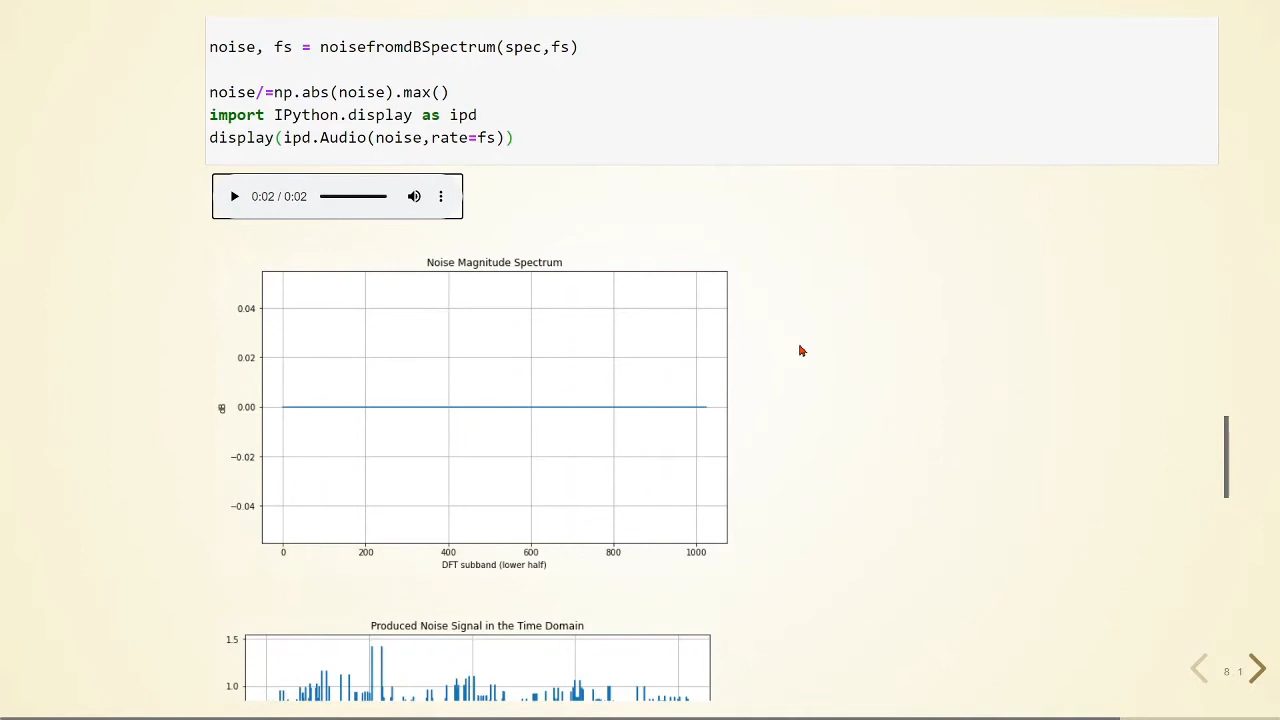 noise, fs = noisefromdBSpectrum(spec,fs)
noise/=np.abs(noise).max()
import IPython.display as ipd
display(ipd.Audio(noise,rate=fs))
0:02 / 0:02
Noise Magnitude Spectrum
0.04
0.02
0.00
−0.02
−0.04
dB
0 200 400 600 800 1000
DFT subband (lower half)
Produced Noise Signal in the Time Domain
1.5
1.0
8.1